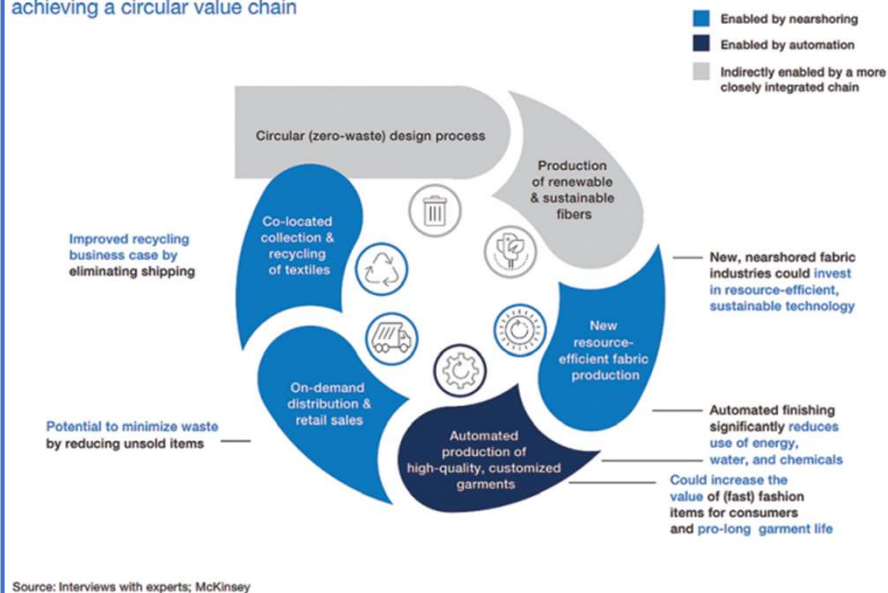 achieving a circular value chain
Enabled by nearshoring
Enabled by automation
Indirectly enabled by a more
closely integrated chain
Circular (zero-waste) design process
Production
of renewable
& sustainable
fibers
Co-located
collection &
recycling
of textiles
Improved recycling
business case by
eliminating shipping
New, nearshored fabric
industries could invest
in resource-efficient,
sustainable technology
New
resource-
efficient fabric
production
On-demand
distribution &
retail sales
Potential to minimize waste
by reducing unsold items
Automated
production of
high-quality, customized
garments
Automated finishing
significantly reduces
use of energy,
water, and chemicals
Could increase the
value of (fast) fashion
items for consumers
and pro-long garment life
Source: Interviews with experts; McKinsey